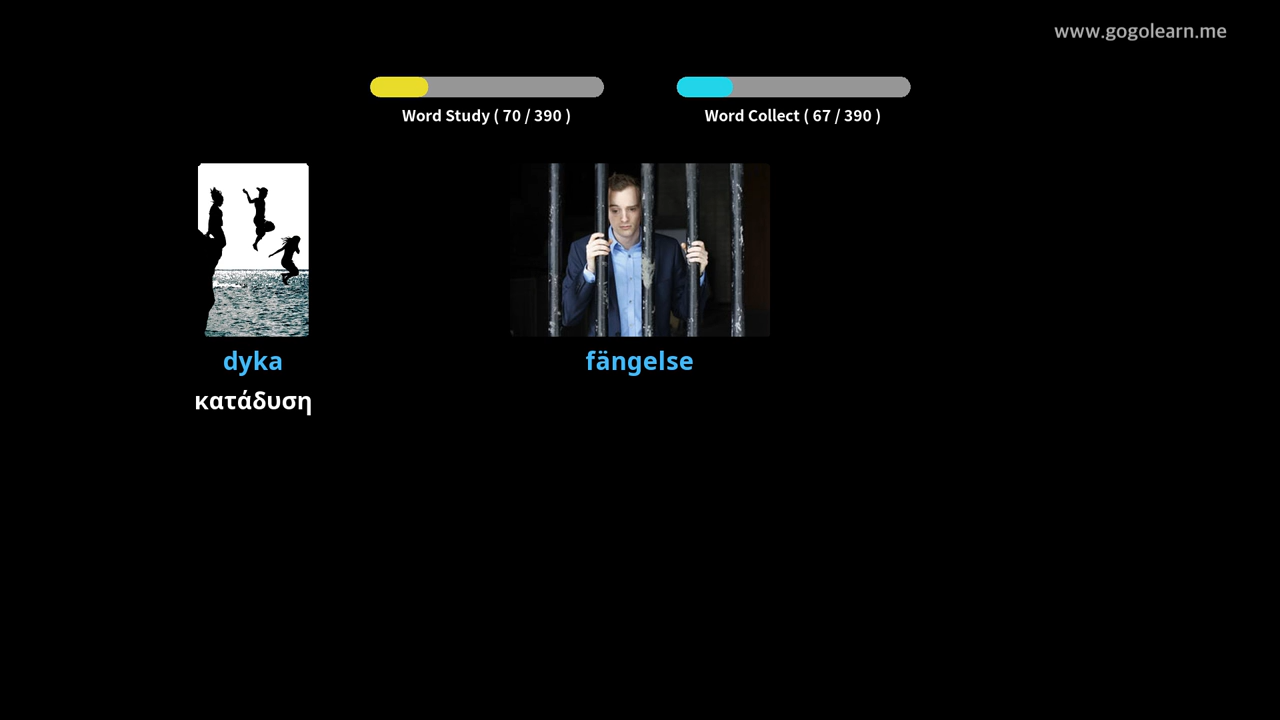 www.gogolearn.me
Word Study ( 70 / 390 )
Word Collect ( 67 / 390 )
dyka
κατάδυση
fängelse